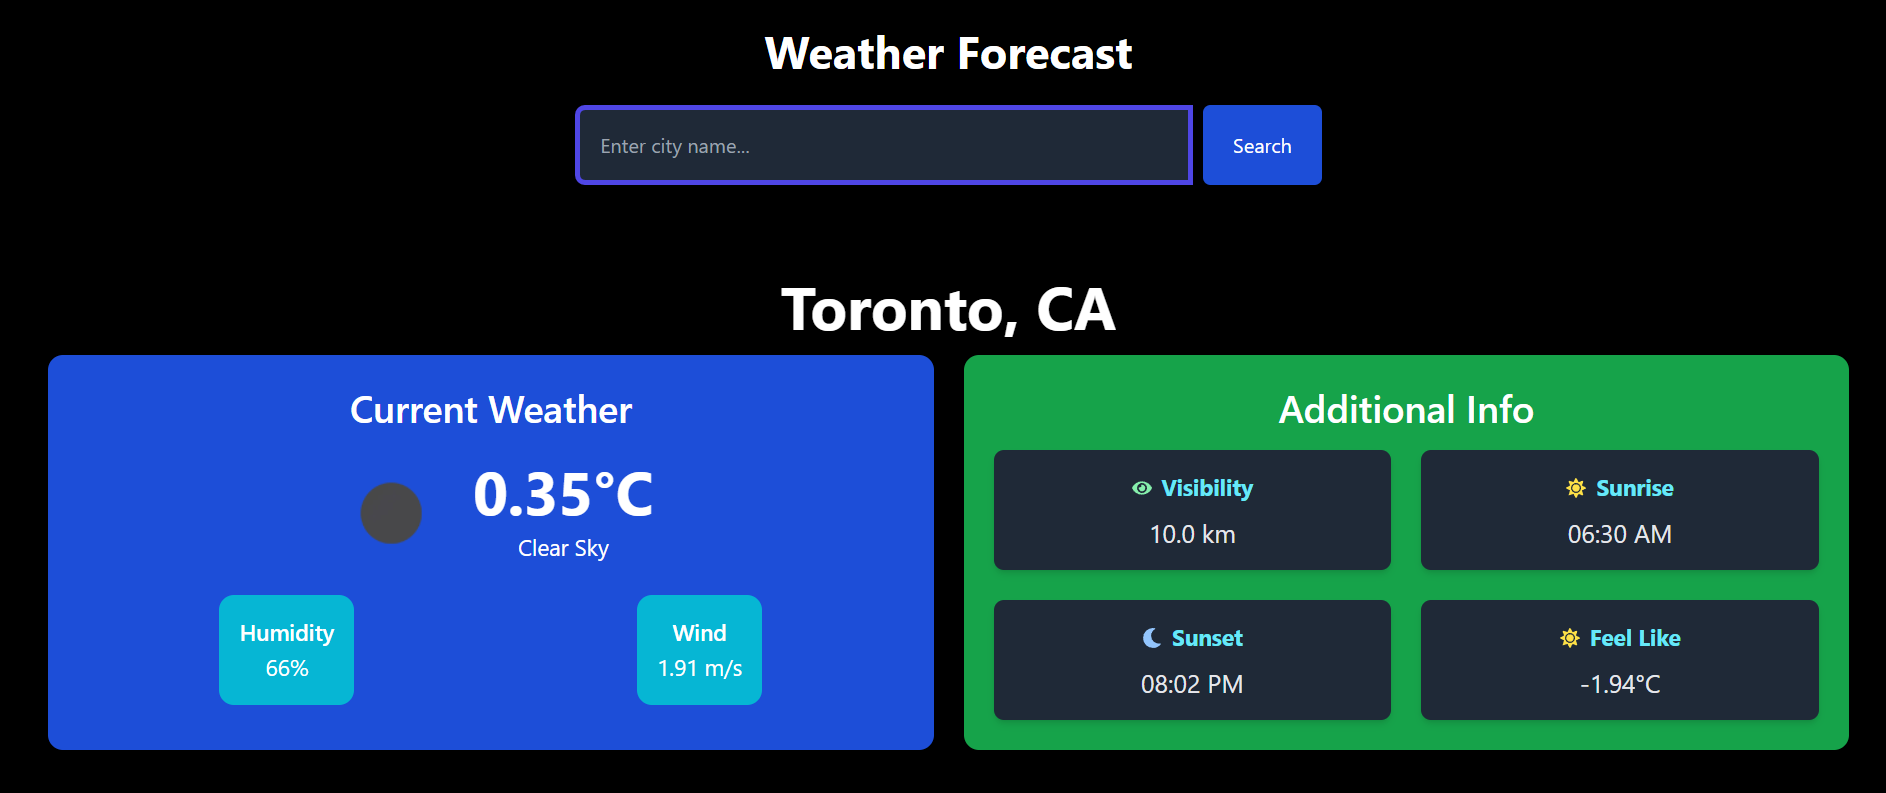 Weather Forecast
Enter city name...
Search
Toronto, CA
Current Weather
0.35°C
Clear Sky
Humidity
66%
Wind
1.91 m/s
Additional Info
Visibility
10.0 km
Sunrise
06:30 AM
Sunset
08:02 PM
Feel Like
-1.94°C